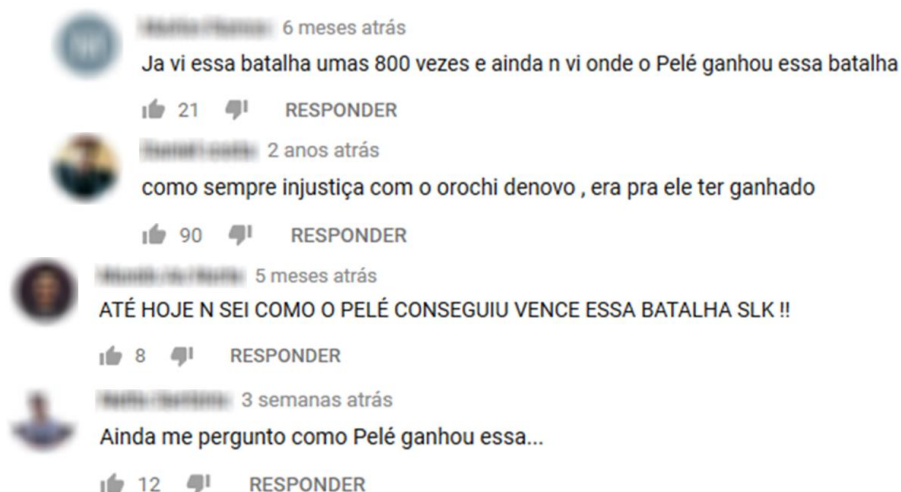 6 meses atrás
Ja vi essa batalha umas 800 vezes e ainda n vi onde o Pelé ganhou essa batalha
21 RESPONDER
2 anos atrás
como sempre injustiça com o orochi denovo , era pra ele ter ganhado
90 RESPONDER
5 meses atrás
ATÉ HOJE N SEI COMO O PELÉ CONSEGUIU VENCE ESSA BATALHA SLK !!
8 RESPONDER
3 semanas atrás
Ainda me pergunto como Pelé ganhou essa...
12 RESPONDER